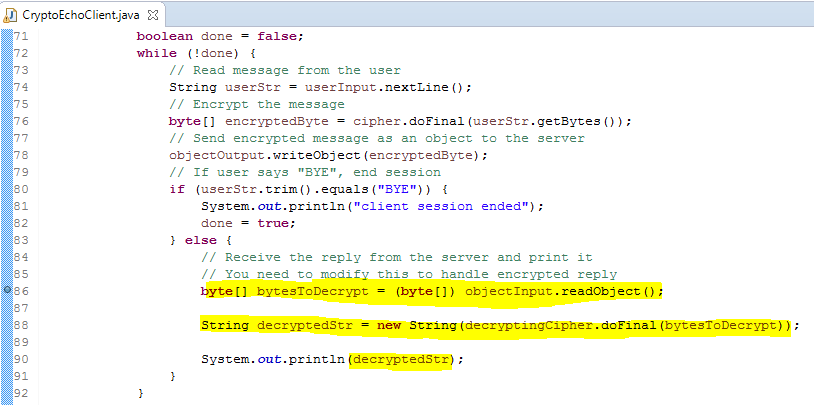 CryptoEchoClient.java
71 boolean done = false;
72 while (!done) {
73 // Read message from the user
74 String userStr = userInput.nextLine();
75 // Encrypt the message
76 byte[] encryptedByte = cipher.doFinal(userStr.getBytes());
77 // Send encrypted message as an object to the server
78 objectOutput.writeObject(encryptedByte);
79 // If user says "BYE", end session
80 if (userStr.trim().equals("BYE")) {
81 System.out.println("client session ended");
82 done = true;
83 } else {
84 // Receive the reply from the server and print it
85 // You need to modify this to handle encrypted reply
86 byte[] bytesToDecrypt = (byte[]) objectInput.readObject();
87
88 String decryptedStr = new String(decryptingCipher.doFinal(bytesToDecrypt));
89
90 System.out.println(decryptedStr);
91 }
92 }